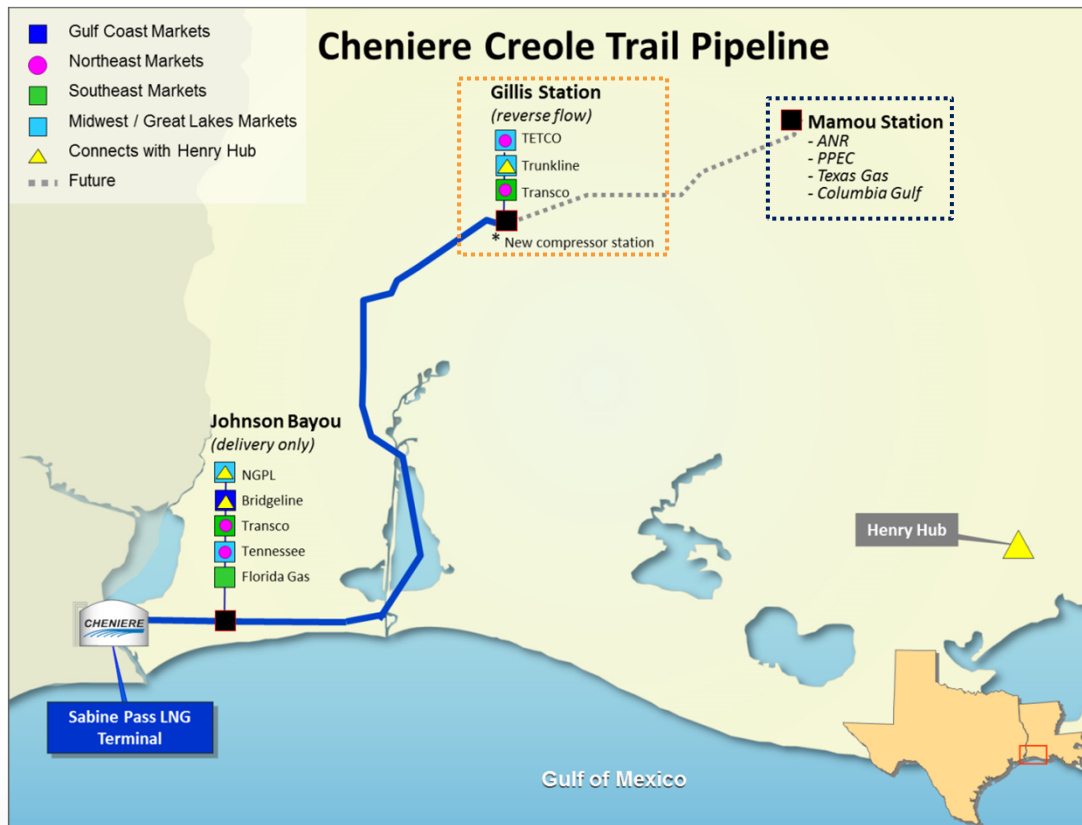 Cheniere Creole Trail Pipeline
Gulf Coast Markets
Northeast Markets
Southeast Markets
Midwest / Great Lakes Markets
Connects with Henry Hub
Future
Gillis Station
(reverse flow)
TETCO
Trunkline
Transco
* New compressor station
Mamou Station
- ANR
- PPEC
- Texas Gas
- Columbia Gulf
Johnson Bayou
(delivery only)
NGPL
Bridgeline
Transco
Tennessee
Florida Gas
Henry Hub
CHENIERE
Sabine Pass LNG
Terminal
Gulf of Mexico